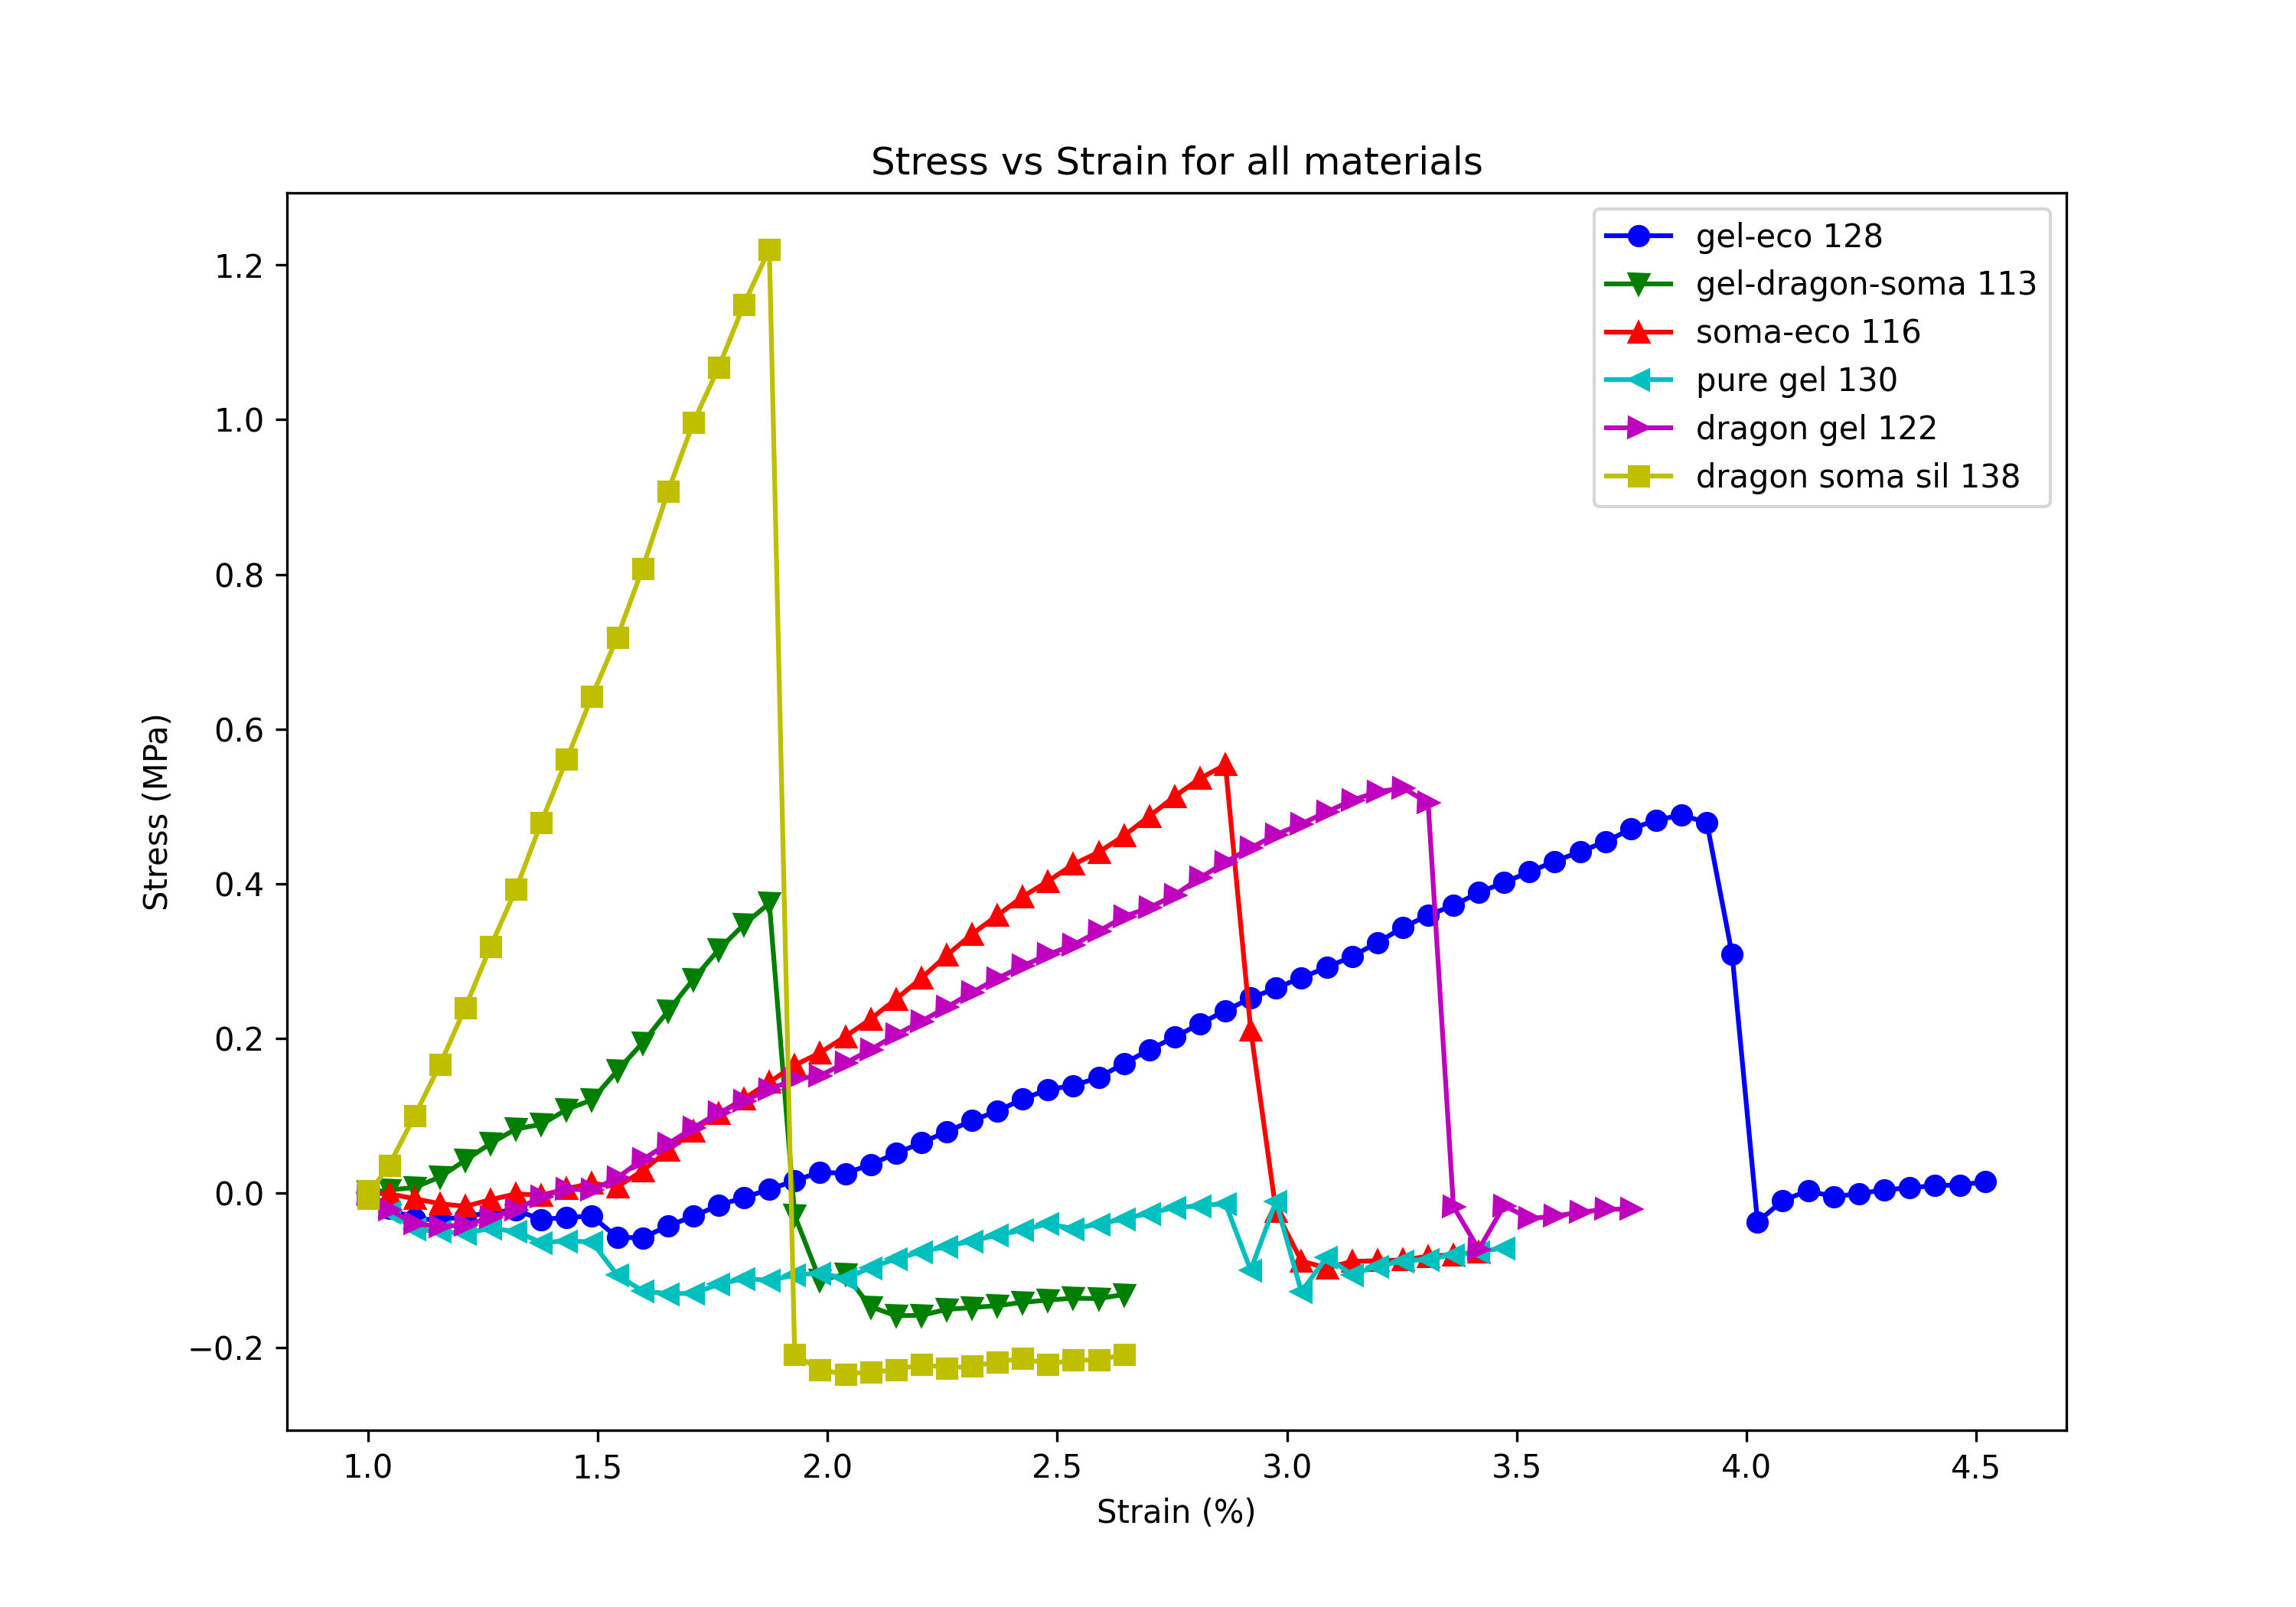 Stress vs Strain for all materials
gel-eco 128
gel-dragon-soma 113
soma-eco 116
pure gel 130
dragon gel 122
dragon soma sil 138
1.2
1.0
0.8
0.6
0.4
0.2
0.0
−0.2
Stress (MPa)
1.0 1.5 2.0 2.5 3.0 3.5 4.0 4.5
Strain (%)